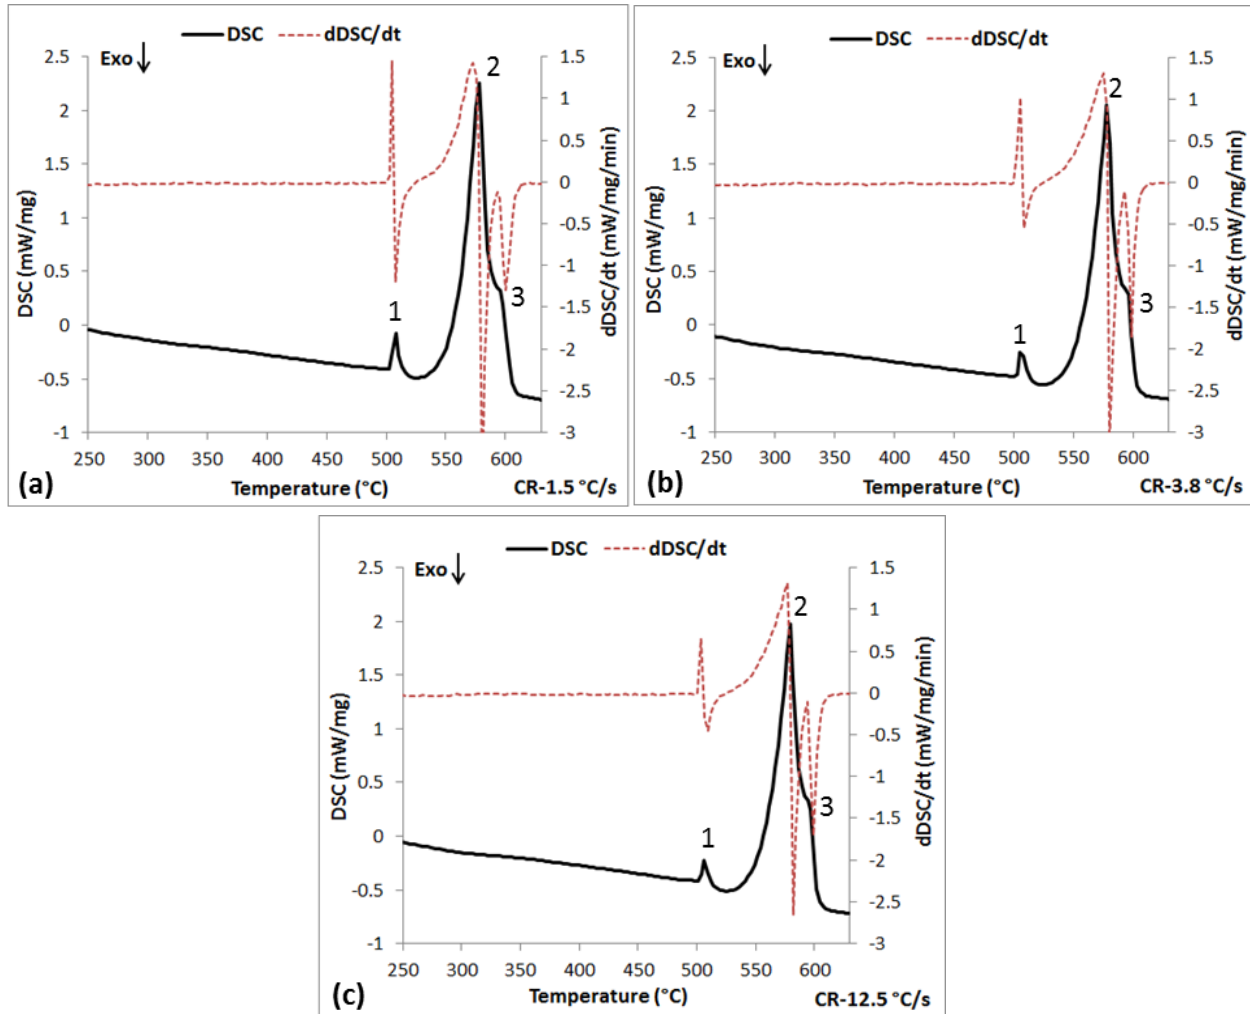 DSC dDSC/dt
Exo
2.5
2
1.5
1
0.5
0
-0.5
-1
DSC (mW/mg)
1.5
1
0.5
0
-0.5
-1
-1.5
-2
-2.5
-3
dDSC/dt (mW/mg/min)
1
2
3
250 300 350 400 450 500 550 600
Temperature (°C)
(a)
CR-1.5 °C/s
DSC dDSC/dt
Exo
2.5
2
1.5
1
0.5
0
-0.5
-1
DSC (mW/mg)
1.5
1
0.5
0
-0.5
-1
-1.5
-2
-2.5
-3
dDSC/dt (mW/mg/min)
1
2
3
250 300 350 400 450 500 550 600
Temperature (°C)
(b)
CR-3.8 °C/s
DSC dDSC/dt
Exo
2.5
2
1.5
1
0.5
0
-0.5
-1
DSC (mW/mg)
1.5
1
0.5
0
-0.5
-1
-1.5
-2
-2.5
-3
dDSC/dt (mW/mg/min)
1
2
3
250 300 350 400 450 500 550 600
Temperature (°C)
(c)
CR-12.5 °C/s